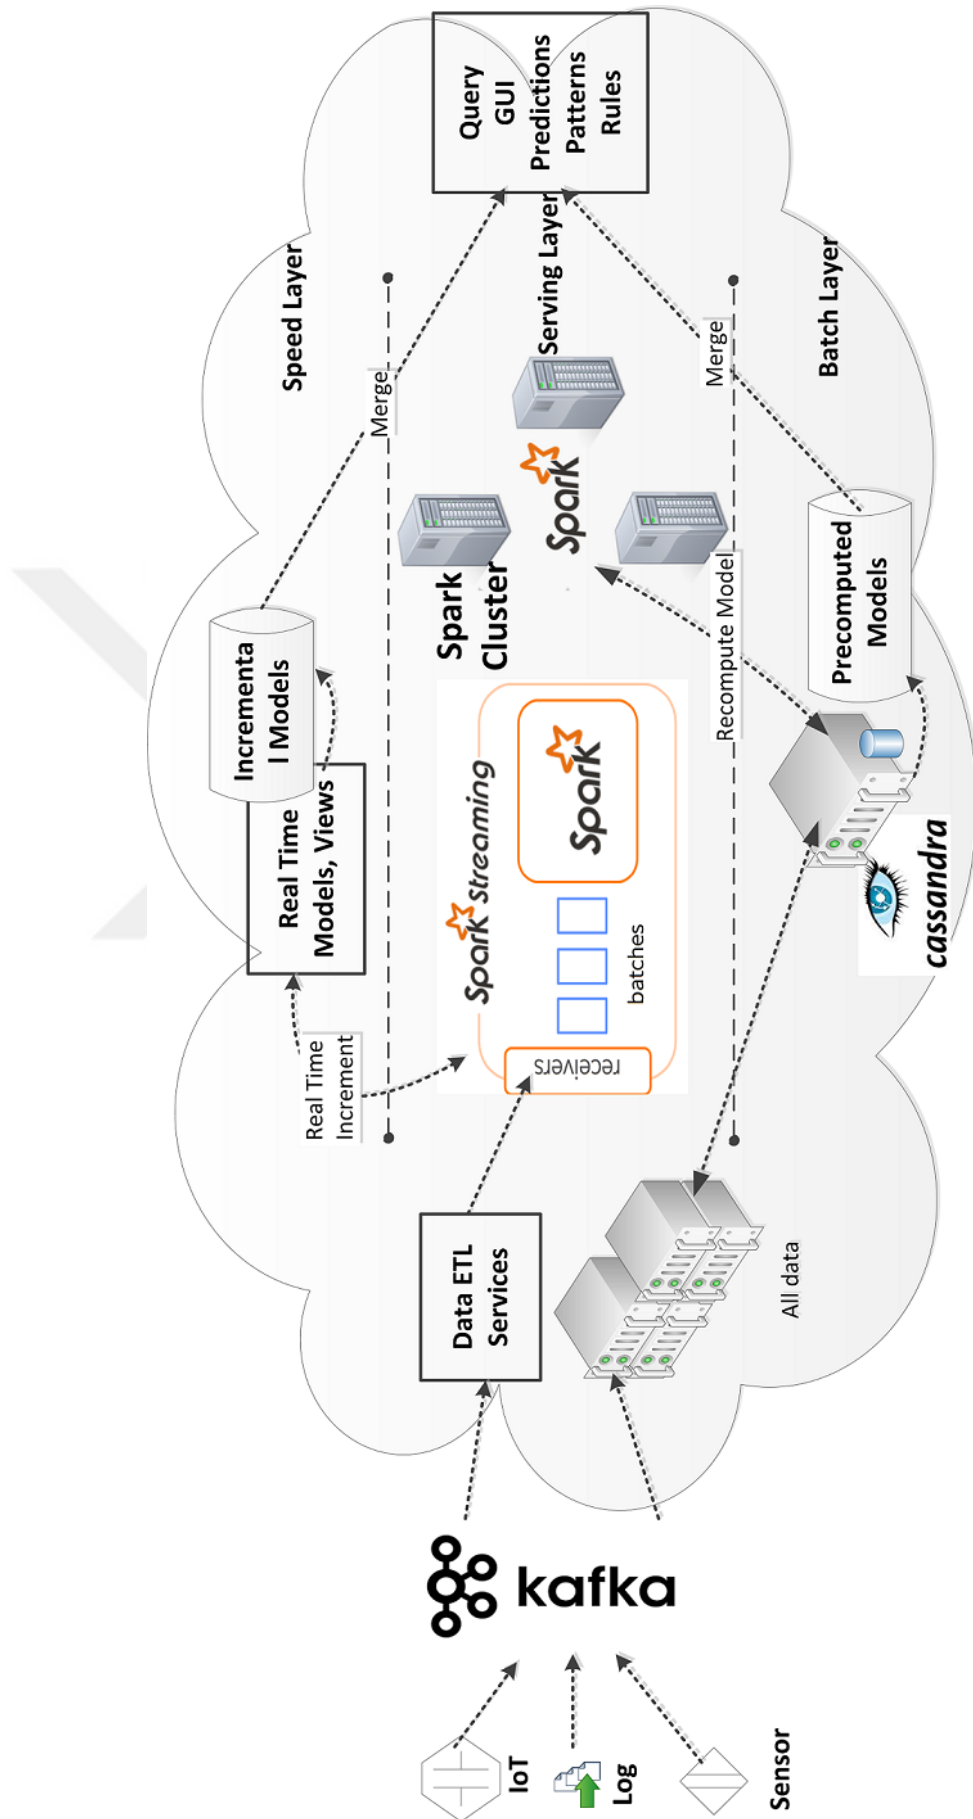 IoT
Log
Sensor
kafka
Data ETL
Services
All data
Real Time
Increment
Real Time
Models, Views
Incrementa
l Models
Speed Layer
Merge
receivers
batches
Spark Streaming
Spark
Spark
Cluster
Spark
Serving Layer
Recompute Model
cassandra
Precomputed
Models
Merge
Batch Layer
Query
GUI
Predictions
Patterns
Rules